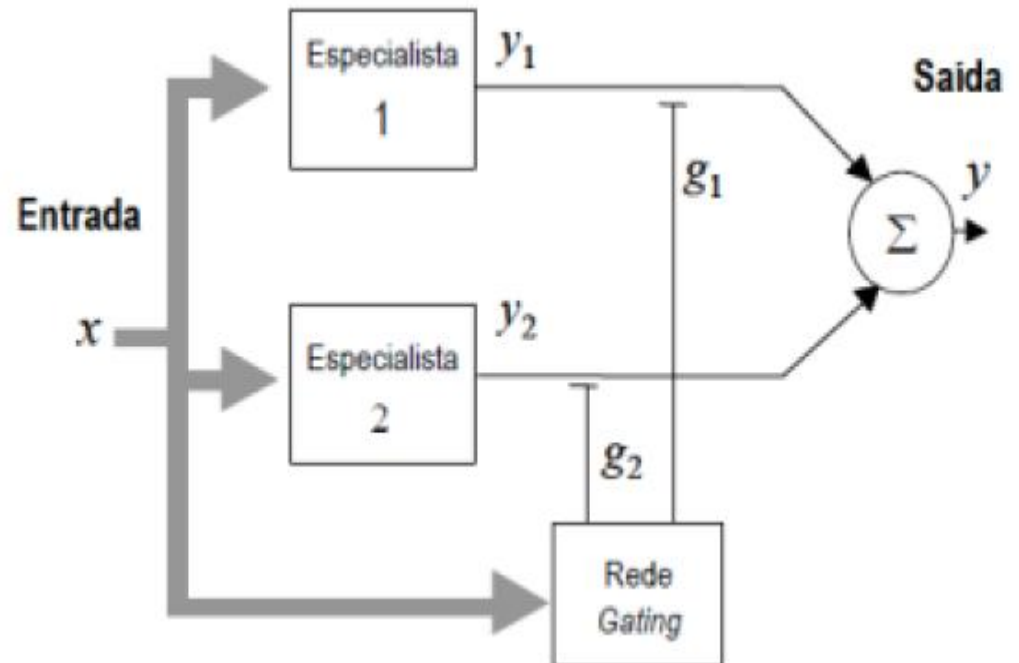 Especialista
1
y₁
Saida
y
g₁
Σ
Entrada
x
Especialista
2
y₂
g₂
Rede
Gating